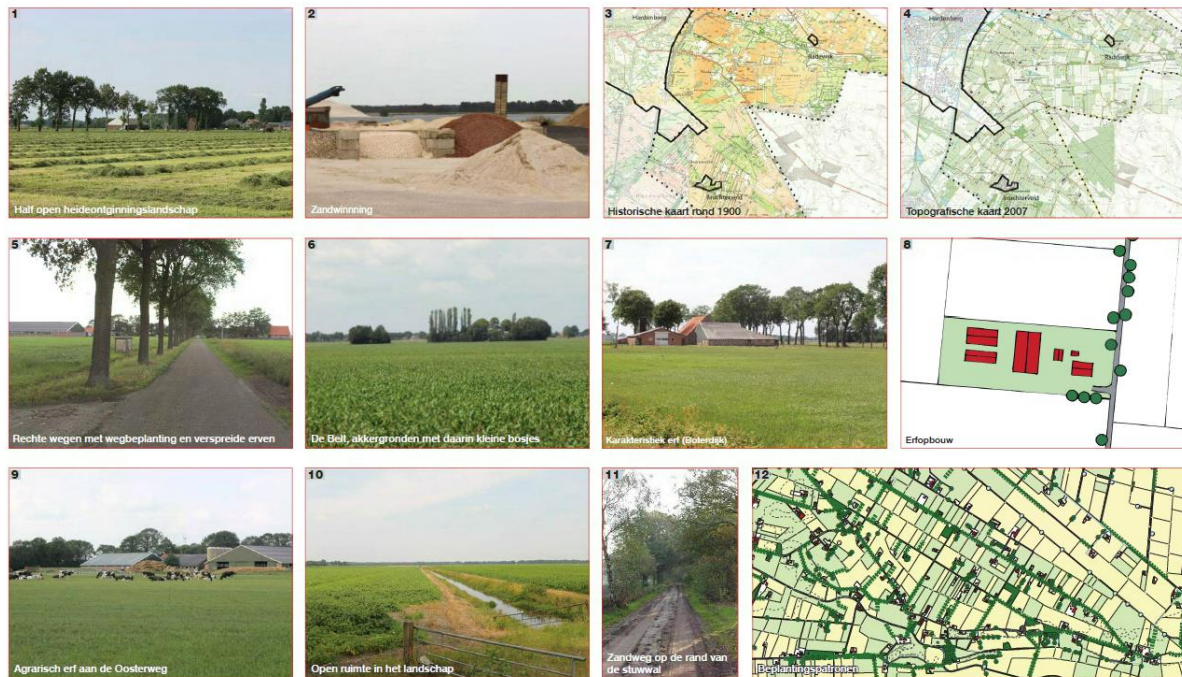 1
Half open heideontginningslandschap
2
Zandwinnning
3
Hardenberg
Radewijk
Bruchterveld
Historische kaart rond 1900
4
Hardenberg
Radewijk
Bruchterveld
Topografische kaart 2007
5
Rechte wegen met wegbeplanting en verspreide erven
6
De Belt, akkergronden met daarin kleine bosjes
7
Karakteristiek erf (Boterdijk)
8
Erfopbouw
9
Agrarisch erf aan de Oosterweg
10
Open ruimte in het landschap
11
Zandweg op de rand van
de stuwwal
12
Beplantingspatronen